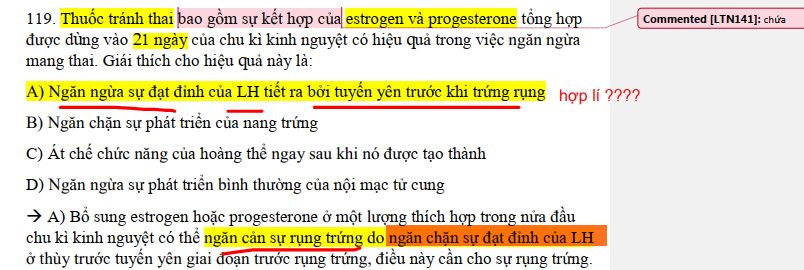 119. Thuốc tránh thai bao gồm sự kết hợp của estrogen và progesterone tổng hợp
Commented [LTN141]: chứa
được dùng vào 21 ngày của chu kì kinh nguyệt có hiệu quả trong việc ngăn ngừa
mang thai. Giái thích cho hiệu quả này là:
A) Ngăn ngừa sự đạt đỉnh của LH tiết ra bởi tuyến yên trước khi trứng rụng
hợp lí ????
B) Ngăn chặn sự phát triển của nang trứng
C) Át chế chức năng của hoàng thể ngay sau khi nó được tạo thành
D) Ngăn ngừa sự phát triển bình thường của nội mạc tử cung
→ A) Bổ sung estrogen hoặc progesterone ở một lượng thích hợp trong nửa đầu
chu kì kinh nguyệt có thể ngăn cản sự rụng trứng do ngăn chặn sự đạt đỉnh của LH
ở thùy trước tuyến yên giai đoạn trước rụng trứng, điều này cần cho sự rụng trứng.